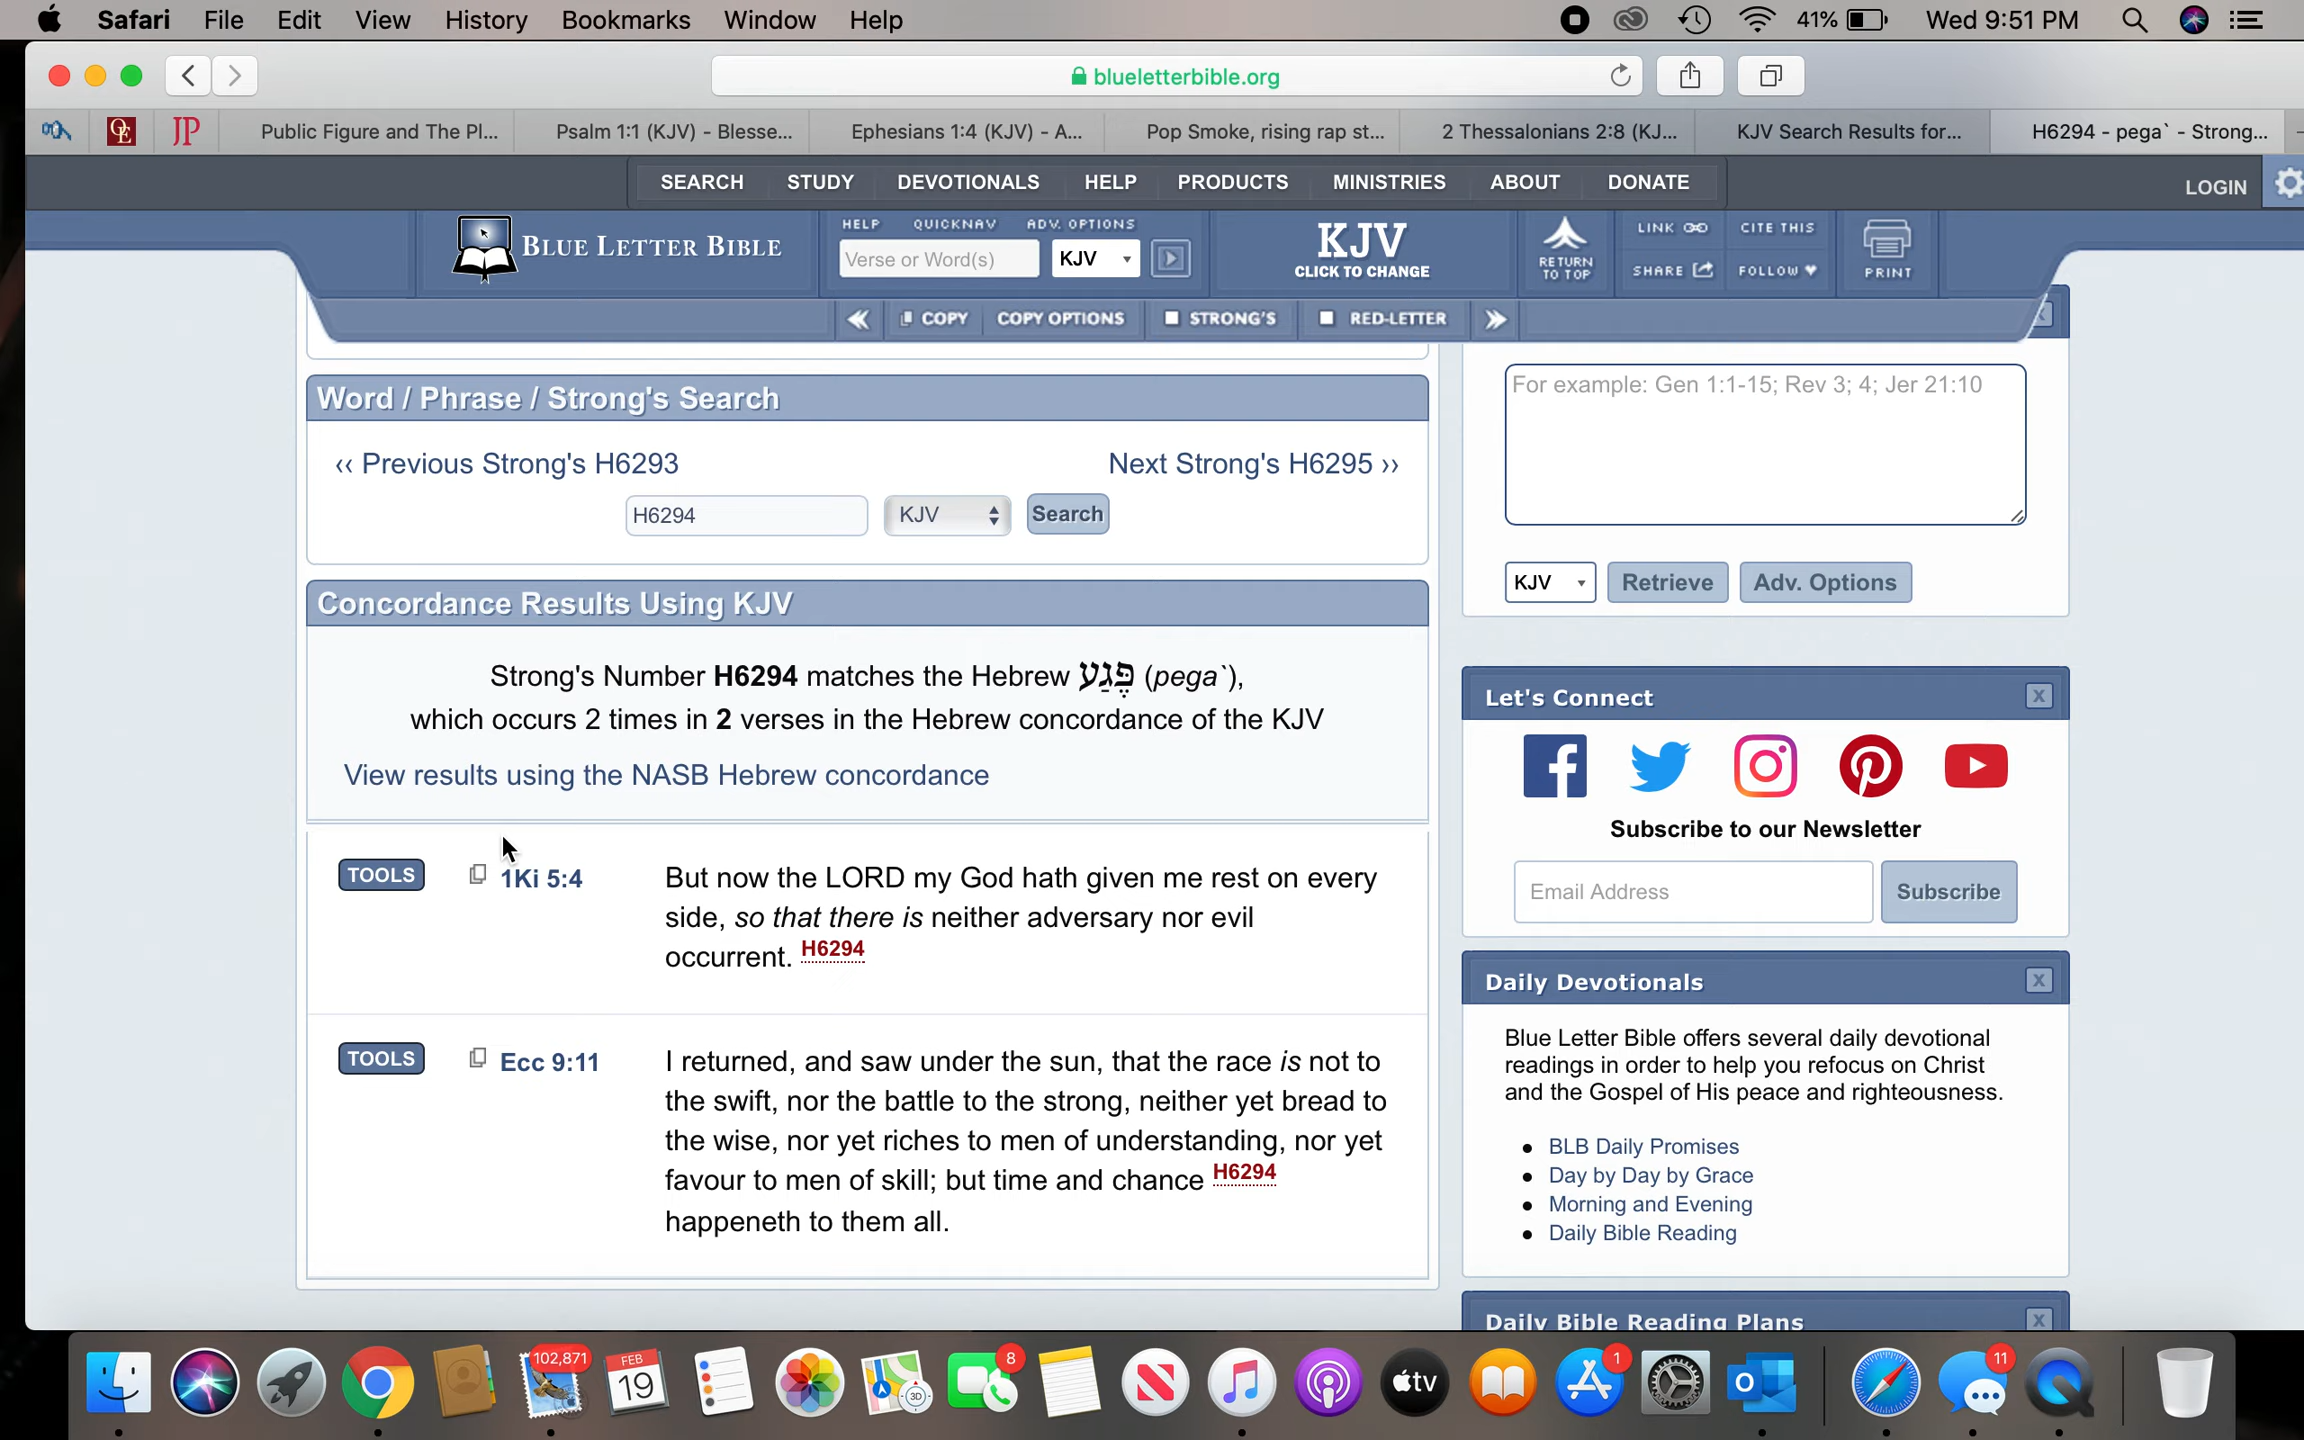 Safari File Edit View History Bookmarks Window Help 41% Wed 9:51 PM
blueletterbible.org
OE JP Public Figure and The Pl... Psalm 1:1 (KJV) - Blesse... Ephesians 1:4 (KJV) - A... Pop Smoke, rising rap st... 2 Thessalonians 2:8 (KJ... KJV Search Results for... H6294 - pega` - Strong...
SEARCH STUDY DEVOTIONALS HELP PRODUCTS MINISTRIES ABOUT DONATE LOGIN
BLUE LETTER BIBLE
HELP QUICKNAV ADV. OPTIONS
Verse or Word(s) KJV
KJV
CLICK TO CHANGE
RETURN
TO TOP
LINK CITE THIS
SHARE FOLLOW
PRINT
COPY COPY OPTIONS STRONG'S RED-LETTER
Word / Phrase / Strong's Search
‹‹ Previous Strong's H6293 Next Strong's H6295 ››
H6294 KJV Search
Concordance Results Using KJV
Strong's Number H6294 matches the Hebrew פֶּגַע (pega`),
which occurs 2 times in 2 verses in the Hebrew concordance of the KJV
View results using the NASB Hebrew concordance
TOOLS 1Ki 5:4 But now the LORD my God hath given me rest on every
side, so that there is neither adversary nor evil
occurrent. H6294
TOOLS Ecc 9:11 I returned, and saw under the sun, that the race is not to
the swift, nor the battle to the strong, neither yet bread to
the wise, nor yet riches to men of understanding, nor yet
favour to men of skill; but time and chance H6294
happeneth to them all.
For example: Gen 1:1-15; Rev 3; 4; Jer 21:10
KJV Retrieve Adv. Options
Let's Connect X
Subscribe to our Newsletter
Email Address Subscribe
Daily Devotionals X
Blue Letter Bible offers several daily devotional
readings in order to help you refocus on Christ
and the Gospel of His peace and righteousness.
• BLB Daily Promises
• Day by Day by Grace
• Morning and Evening
• Daily Bible Reading
Daily Bible Reading Plans X
102,871 FEB 19 3D 8 tv 1 O 11